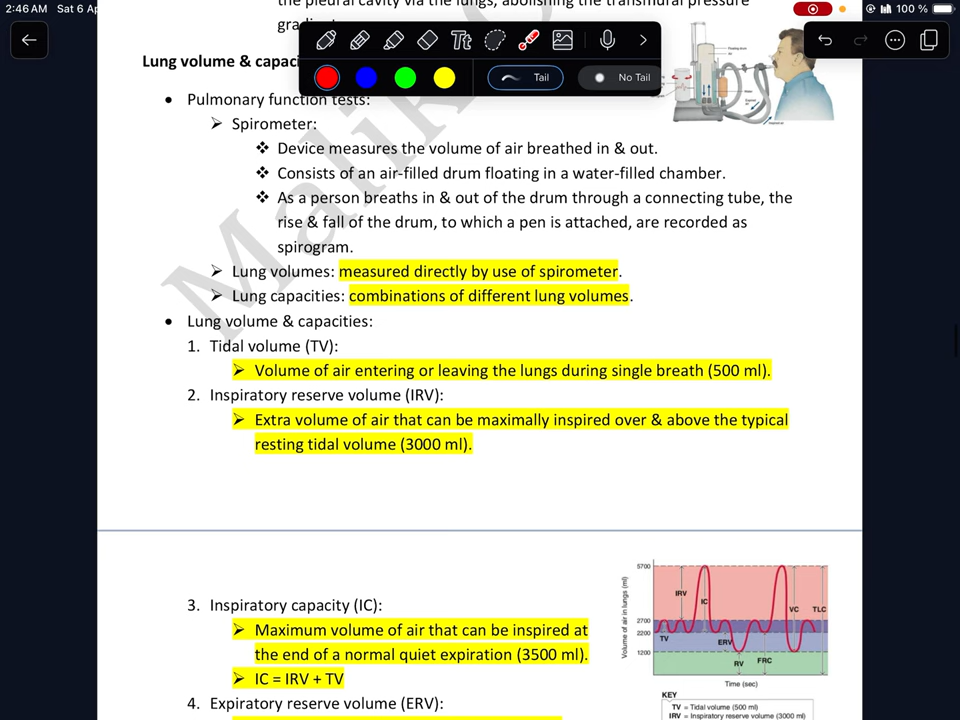 2:46 AM Sat 6 Ap
100 %
the pleural cavity via the lungs, abolishing the transmural pressure
Tt
Tail
No Tail
Lung volume & capaci
Pulmonary function tests:
Spirometer:
Device measures the volume of air breathed in & out.
Consists of an air-filled drum floating in a water-filled chamber.
As a person breaths in & out of the drum through a connecting tube, the
rise & fall of the drum, to which a pen is attached, are recorded as
spirogram.
Lung volumes: measured directly by use of spirometer.
Lung capacities: combinations of different lung volumes.
Lung volume & capacities:
1. Tidal volume (TV):
Volume of air entering or leaving the lungs during single breath (500 ml).
2. Inspiratory reserve volume (IRV):
Extra volume of air that can be maximally inspired over & above the typical
resting tidal volume (3000 ml).
3. Inspiratory capacity (IC):
Maximum volume of air that can be inspired at
the end of a normal quiet expiration (3500 ml).
IC = IRV + TV
4. Expiratory reserve volume (ERV):
Volume of air in lungs (ml)
5700
2700
2200
1200
IRV
IC
TV
ERV
RV
FRC
VC
TLC
Time (sec)
KEY
TV = Tidal volume (500 ml)
IRV = Inspiratory reserve volume (3000 ml)